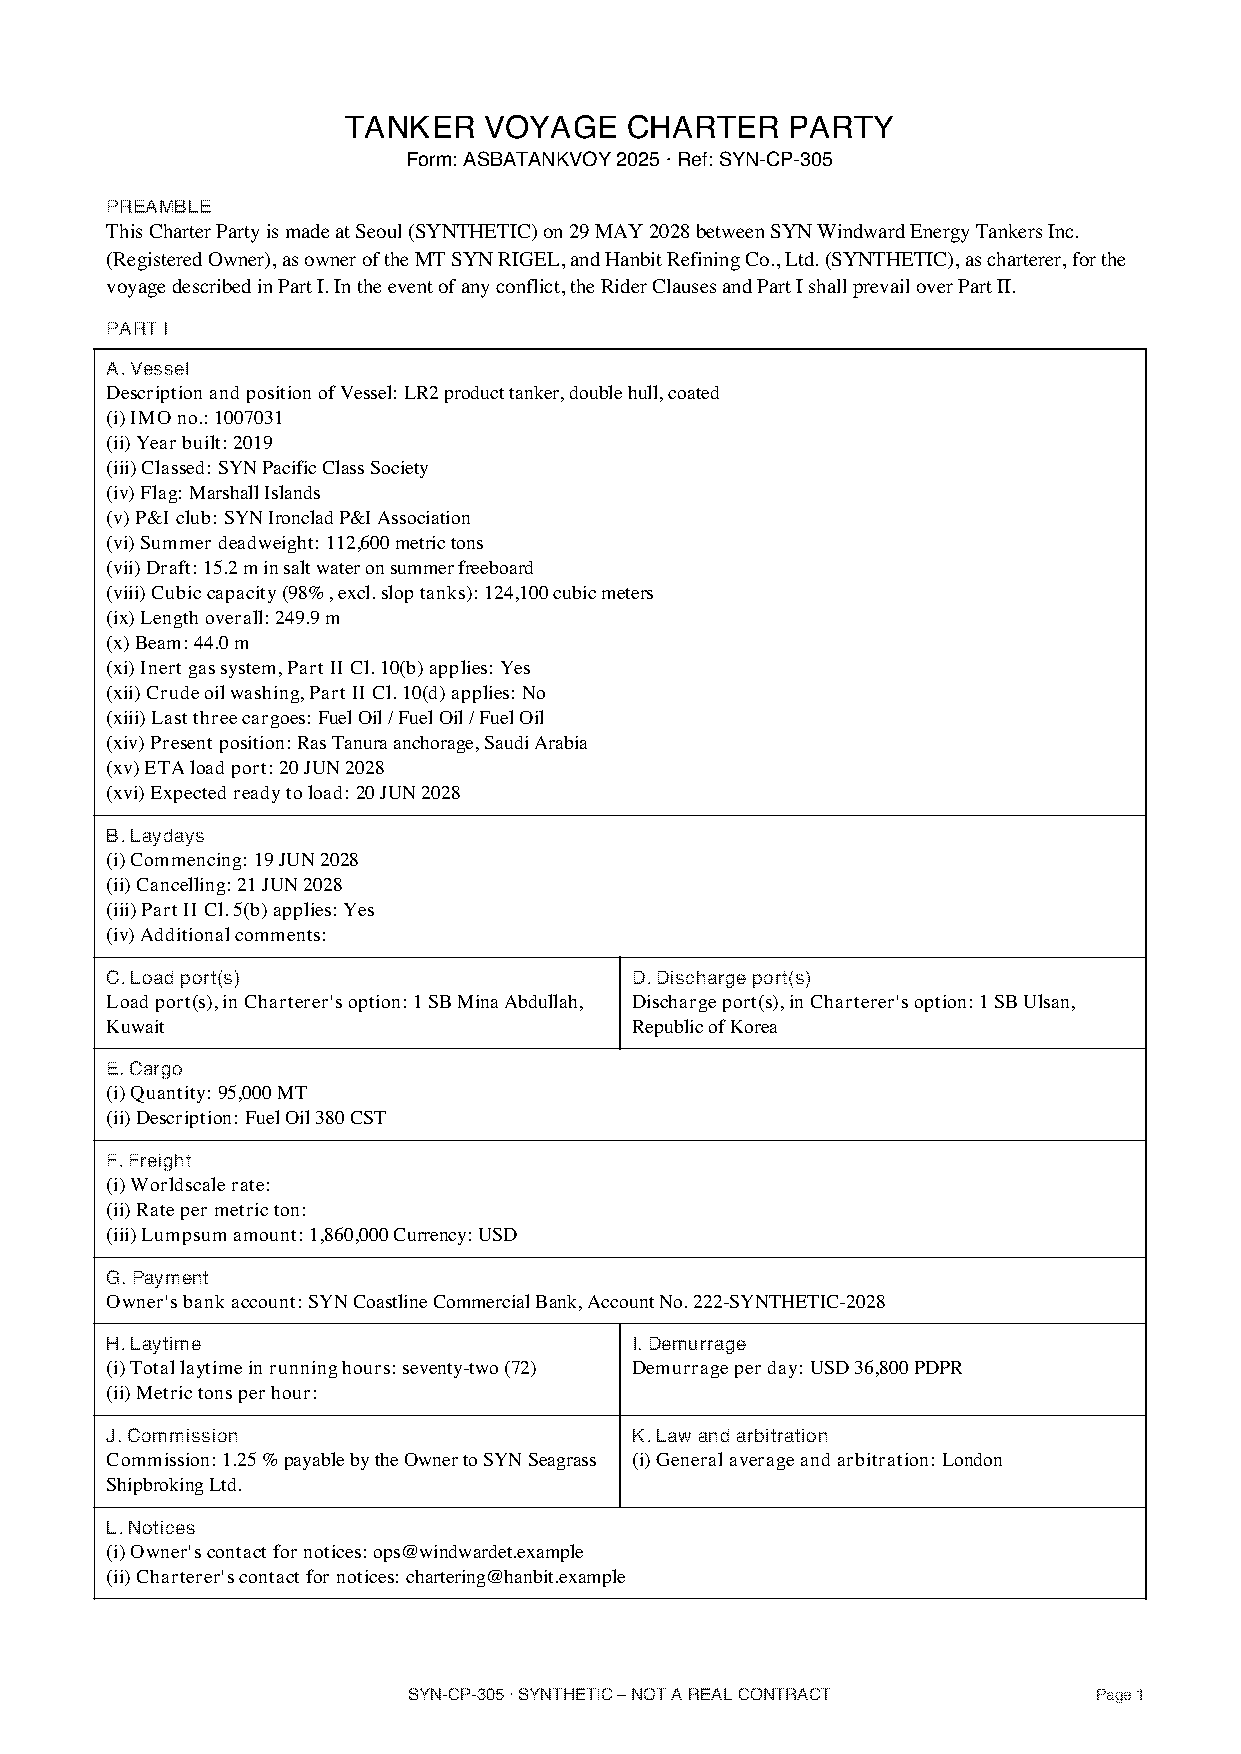 TANKER VOYAGE CHARTER PARTY
Form: ASBATANKVOY 2025 · Ref: SYN-CP-305
PREAMBLE
This Charter Party is made at Seoul (SYNTHETIC) on 29 MAY 2028 between SYN Windward Energy Tankers Inc.
(Registered Owner), as owner of the MT SYN RIGEL, and Hanbit Refining Co., Ltd. (SYNTHETIC), as charterer, for the
voyage described in Part I. In the event of any conflict, the Rider Clauses and Part I shall prevail over Part II.
PART I
A. Vessel
Description and position of Vessel: LR2 product tanker, double hull, coated
(i) IMO no.: 1007031
(ii) Year built: 2019
(iii) Classed: SYN Pacific Class Society
(iv) Flag: Marshall Islands
(v) P&I club: SYN Ironclad P&I Association
(vi) Summer deadweight: 112,600 metric tons
(vii) Draft: 15.2 m in salt water on summer freeboard
(viii) Cubic capacity (98% , excl. slop tanks): 124,100 cubic meters
(ix) Length overall: 249.9 m
(x) Beam: 44.0 m
(xi) Inert gas system, Part II Cl. 10(b) applies: Yes
(xii) Crude oil washing, Part II Cl. 10(d) applies: No
(xiii) Last three cargoes: Fuel Oil / Fuel Oil / Fuel Oil
(xiv) Present position: Ras Tanura anchorage, Saudi Arabia
(xv) ETA load port: 20 JUN 2028
(xvi) Expected ready to load: 20 JUN 2028
B. Laydays
(i) Commencing: 19 JUN 2028
(ii) Cancelling: 21 JUN 2028
(iii) Part II Cl. 5(b) applies: Yes
(iv) Additional comments:
C. Load port(s)
Load port(s), in Charterer's option: 1 SB Mina Abdullah,
Kuwait
D. Discharge port(s)
Discharge port(s), in Charterer's option: 1 SB Ulsan,
Republic of Korea
E. Cargo
(i) Quantity: 95,000 MT
(ii) Description: Fuel Oil 380 CST
F. Freight
(i) Worldscale rate:
(ii) Rate per metric ton:
(iii) Lumpsum amount: 1,860,000 Currency: USD
G. Payment
Owner's bank account: SYN Coastline Commercial Bank, Account No. 222-SYNTHETIC-2028
H. Laytime
(i) Total laytime in running hours: seventy-two (72)
(ii) Metric tons per hour:
I. Demurrage
Demurrage per day: USD 36,800 PDPR
J. Commission
Commission: 1.25 % payable by the Owner to SYN Seagrass
Shipbroking Ltd.
K. Law and arbitration
(i) General average and arbitration: London
L. Notices
(i) Owner's contact for notices: ops@windwardet.example
(ii) Charterer's contact for notices: chartering@hanbit.example
SYN-CP-305 · SYNTHETIC – NOT A REAL CONTRACT
Page 1